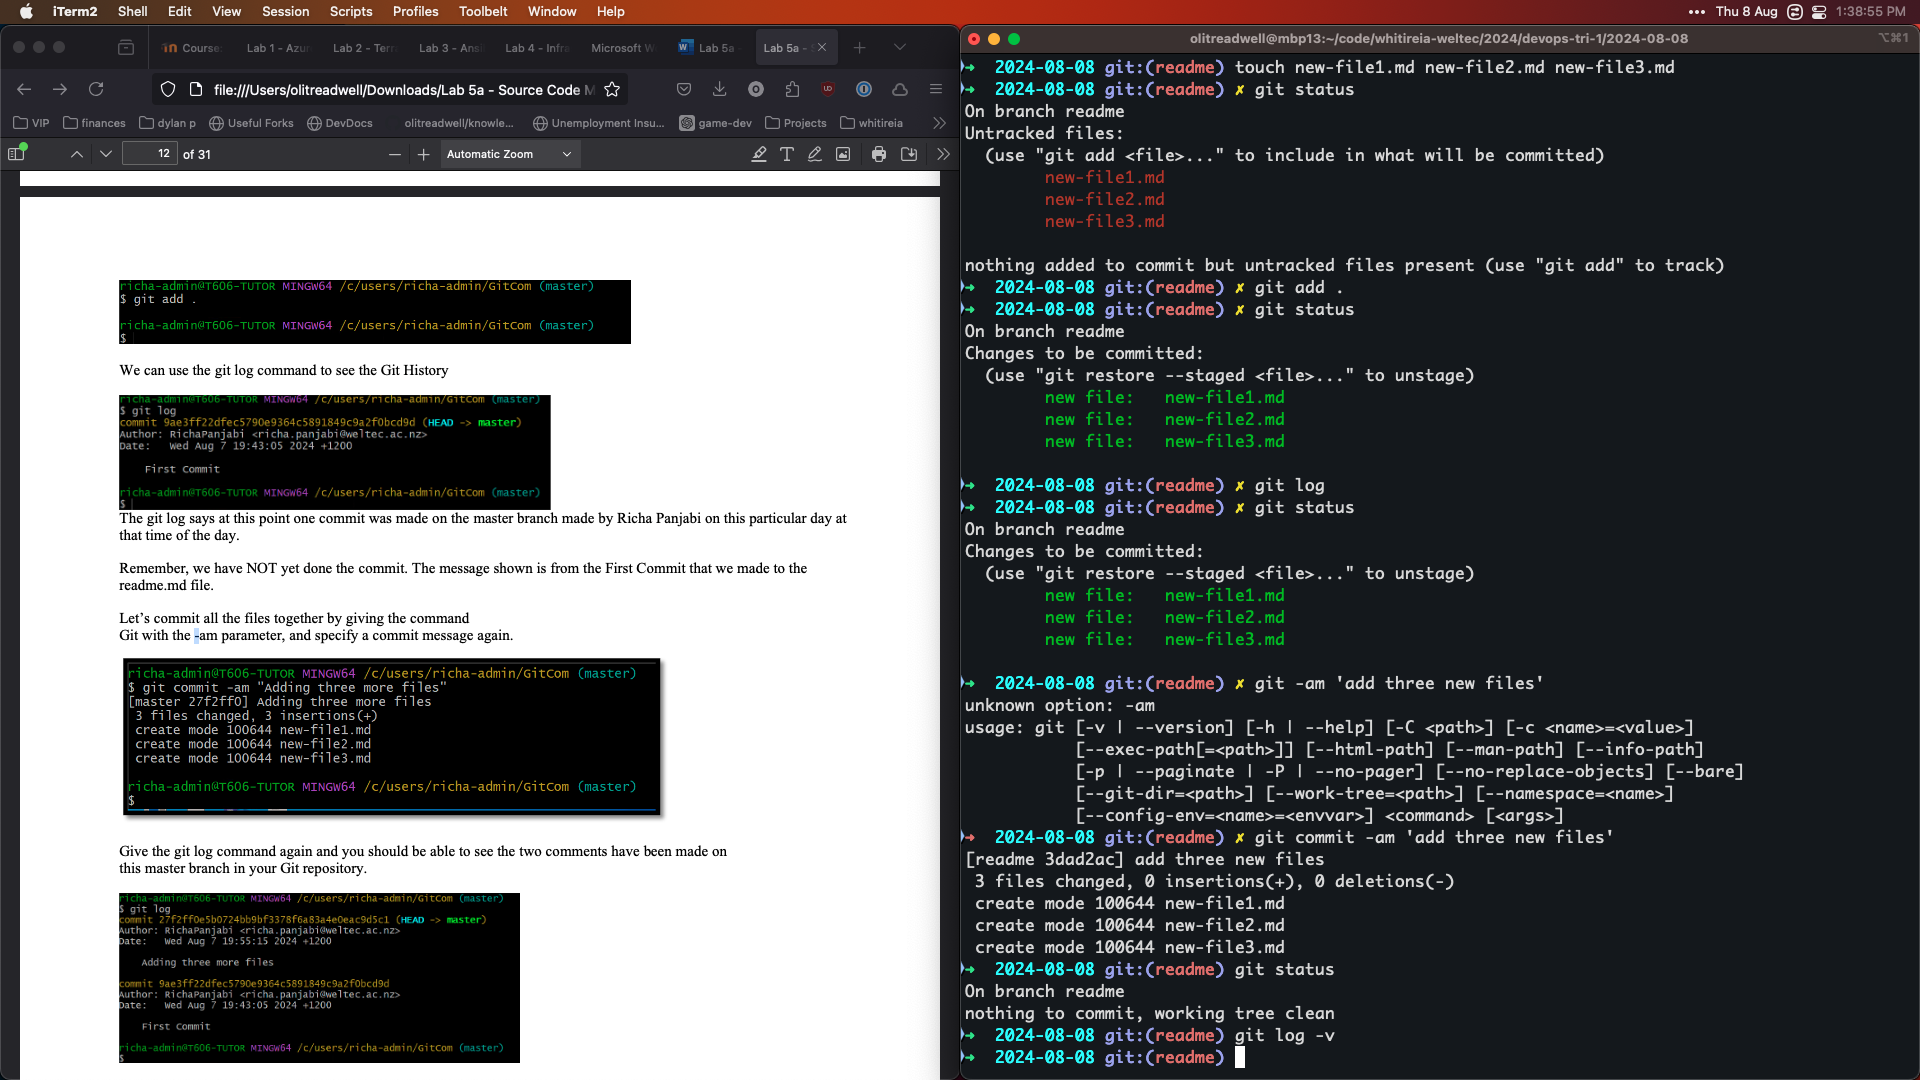 iTerm2 Shell Edit View Session Scripts Profiles Toolbelt Window Help
Thu 8 Aug 1:38:55 PM
Course Lab 1 - Azu Lab 2 - Ter Lab 3 - Ans Lab 4 - Infra Microsoft W Lab 5a Lab 5a -
file:///Users/olitreadwell/Downloads/Lab 5a - Source Code M
VIP finances dylan p Useful Forks DevDocs olitreadwell/knowle... Unemployment Insu... game-dev Projects whitireia
12 of 31 Automatic Zoom
richa-admin@T606-TUTOR MINGW64 /c/users/richa-admin/GitCom (master)
$ git add .
richa-admin@T606-TUTOR MINGW64 /c/users/richa-admin/GitCom (master)
$
We can use the git log command to see the Git History
richa-admin@T606-TUTOR MINGW64 /c/users/richa-admin/GitCom (master)
$ git log
commit 9ae3ff22dfec5790e9364c5891849c9a2f0bcd9d (HEAD -> master)
Author: RichaPanjabi <richa.panjabi@weltec.ac.nz>
Date: Wed Aug 7 19:43:05 2024 +1200
First Commit
richa-admin@T606-TUTOR MINGW64 /c/users/richa-admin/GitCom (master)
$
The git log says at this point one commit was made on the master branch made by Richa Panjabi on this particular day at
that time of the day.
Remember, we have NOT yet done the commit. The message shown is from the First Commit that we made to the
readme.md file.
Let's commit all the files together by giving the command
Git with the -am parameter, and specify a commit message again.
richa-admin@T606-TUTOR MINGW64 /c/users/richa-admin/GitCom (master)
$ git commit -am "Adding three more files"
[master 27f2ff0] Adding three more files
3 files changed, 3 insertions(+)
create mode 100644 new-file1.md
create mode 100644 new-file2.md
create mode 100644 new-file3.md
richa-admin@T606-TUTOR MINGW64 /c/users/richa-admin/GitCom (master)
$
Give the git log command again and you should be able to see the two comments have been made on
this master branch in your Git repository.
richa-admin@T606-TUTOR MINGW64 /c/users/richa-admin/GitCom (master)
$ git log
commit 27f2ff0e5b0724bb9bf3378f6a83a4e0eac9d5c1 (HEAD -> master)
Author: RichaPanjabi <richa.panjabi@weltec.ac.nz>
Date: Wed Aug 7 19:55:15 2024 +1200
Adding three more files
commit 9ae3ff22dfec5790e9364c5891849c9a2f0bcd9d
Author: RichaPanjabi <richa.panjabi@weltec.ac.nz>
Date: Wed Aug 7 19:43:05 2024 +1200
First Commit
richa-admin@T606-TUTOR MINGW64 /c/users/richa-admin/GitCom (master)
$
olitreadwell@mbp13:~/code/whitireia-weltec/2024/devops-tri-1/2024-08-08 ⌥⌘1
➜ 2024-08-08 git:(readme) touch new-file1.md new-file2.md new-file3.md
➜ 2024-08-08 git:(readme) ✗ git status
On branch readme
Untracked files:
(use "git add <file>..." to include in what will be committed)
new-file1.md
new-file2.md
new-file3.md
nothing added to commit but untracked files present (use "git add" to track)
➜ 2024-08-08 git:(readme) ✗ git add .
➜ 2024-08-08 git:(readme) ✗ git status
On branch readme
Changes to be committed:
(use "git restore --staged <file>..." to unstage)
new file: new-file1.md
new file: new-file2.md
new file: new-file3.md
➜ 2024-08-08 git:(readme) ✗ git log
➜ 2024-08-08 git:(readme) ✗ git status
On branch readme
Changes to be committed:
(use "git restore --staged <file>..." to unstage)
new file: new-file1.md
new file: new-file2.md
new file: new-file3.md
➜ 2024-08-08 git:(readme) ✗ git -am 'add three new files'
unknown option: -am
usage: git [-v | --version] [-h | --help] [-C <path>] [-c <name>=<value>]
[--exec-path[=<path>]] [--html-path] [--man-path] [--info-path]
[-p | --paginate | -P | --no-pager] [--no-replace-objects] [--bare]
[--git-dir=<path>] [--work-tree=<path>] [--namespace=<name>]
[--config-env=<name>=<envvar>] <command> [<args>]
➜ 2024-08-08 git:(readme) ✗ git commit -am 'add three new files'
[readme 3dad2ac] add three new files
3 files changed, 0 insertions(+), 0 deletions(-)
create mode 100644 new-file1.md
create mode 100644 new-file2.md
create mode 100644 new-file3.md
➜ 2024-08-08 git:(readme) git status
On branch readme
nothing to commit, working tree clean
➜ 2024-08-08 git:(readme) git log -v
➜ 2024-08-08 git:(readme)